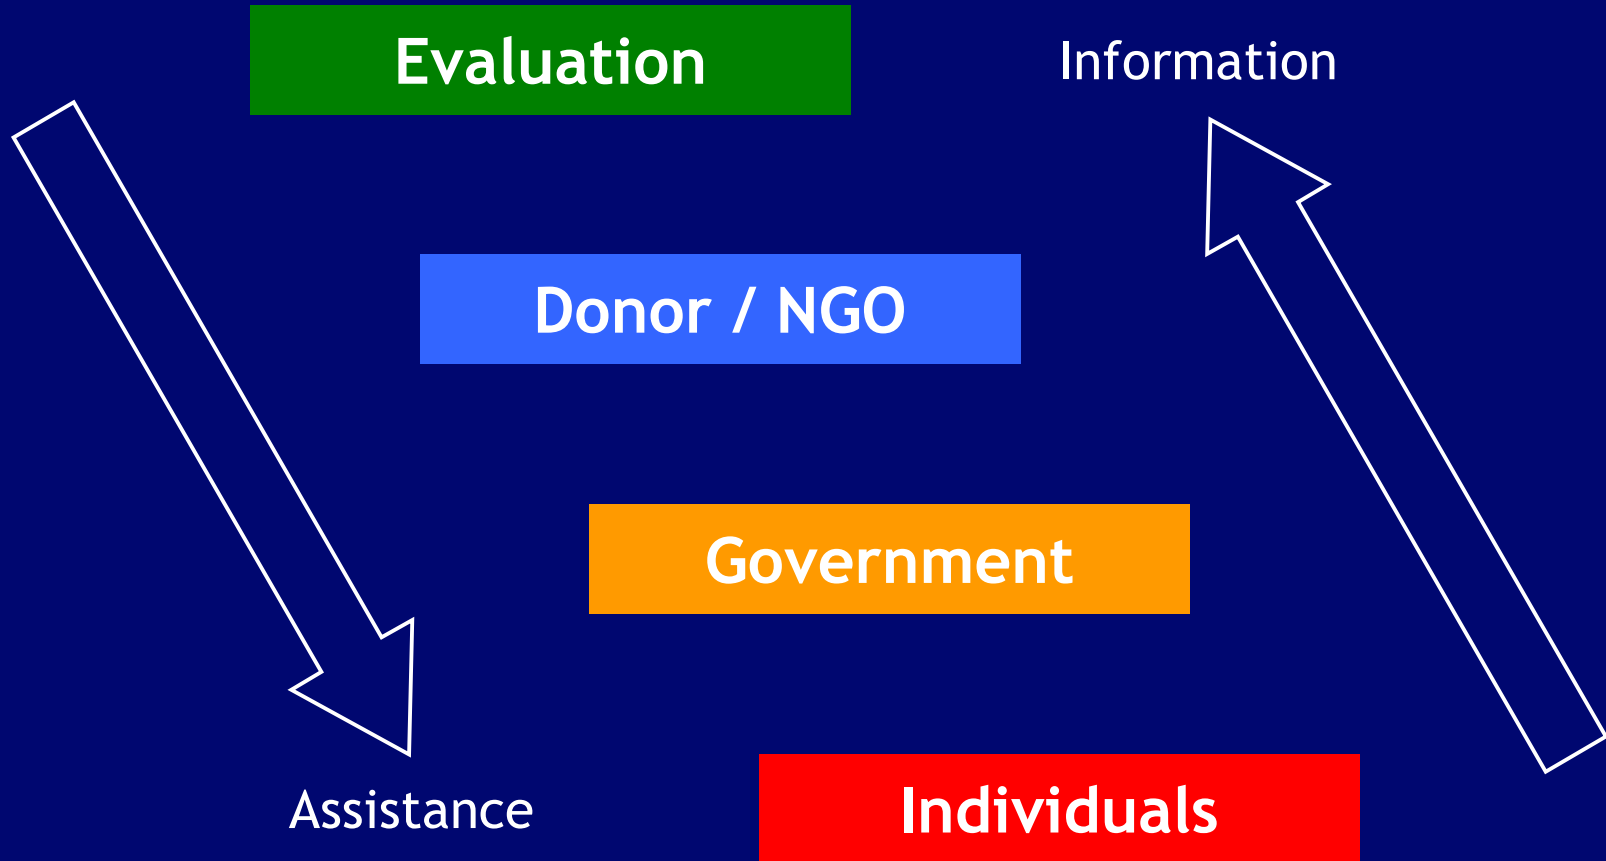 Evaluation
Information
Donor / NGO
Government
Assistance
Individuals